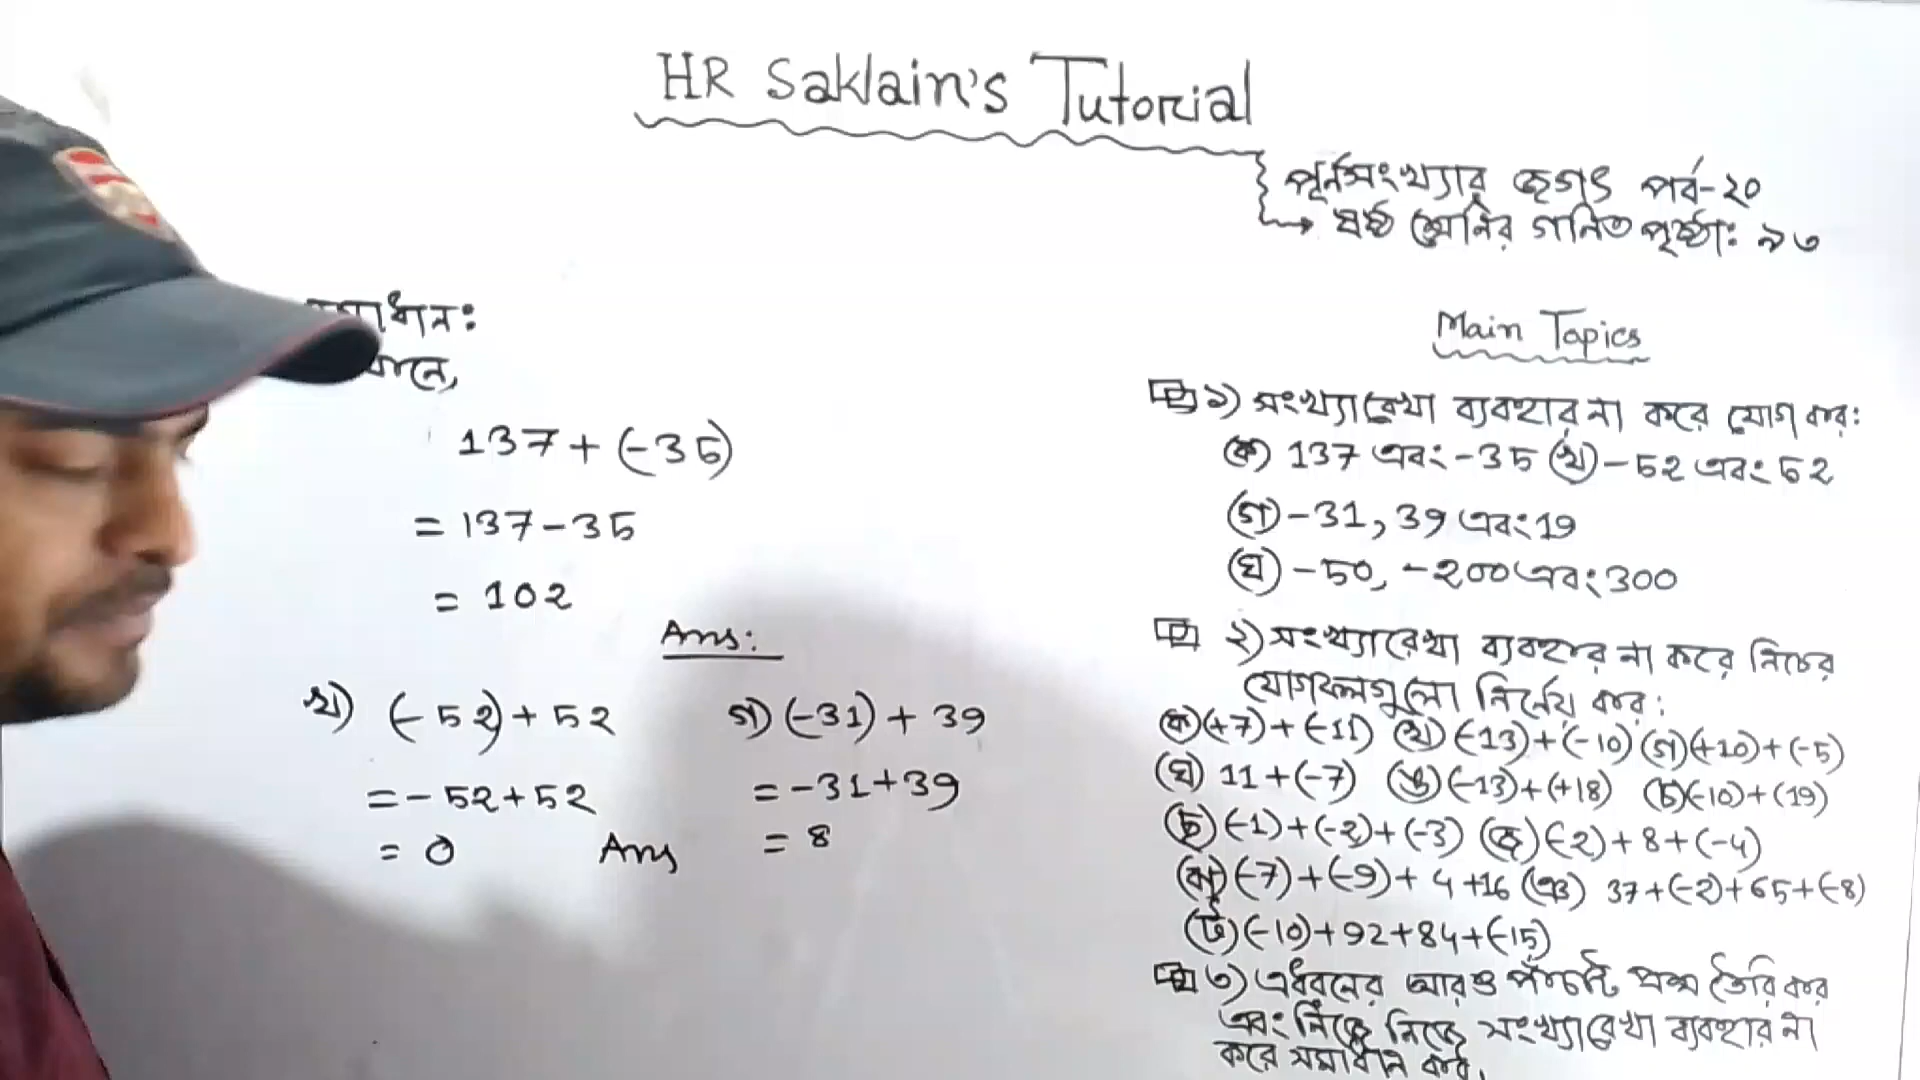 HR Saklain's Tutorial
পূর্নসংখ্যার জগৎ পর্ব-২০
→ ষষ্ঠ শ্রেনির গনিত পৃষ্ঠা: ৯৩
Main Topics
১) সংখ্যারেখা ব্যবহার না করে যোগ কর:
(ক) 137 এবং -35 (খ) -52 এবং 52
(গ) -31, 39 এবং 19
(ঘ) -50, -200 এবং 300
২) সংখ্যারেখা ব্যবহার না করে নিচের
যোগফলগুলো নির্নেয় কর:
(ক) (+7) + (-11) (খ) (-13) + (-10) (গ) (+10) + (-5)
(ঘ) 11 + (-7) (ঙ) (-13) + (+18) (চ) (-10) + (19)
(ছ) (-1) + (-2) + (-3) (জ) (-2) + 8 + (-4)
(ঝ) (-7) + (-9) + 4 + 16 (ঞ) 37 + (-2) + 65 + (-8)
(ট) (-10) + 92 + 84 + (-15)
৩) এধরনের আরও পাঁচটি প্রশ্ন তৈরি কর
এবং নিজে নিজে সংখ্যারেখা ব্যবহার না
করে সমাধান কর।
137 + (-35)
= 137 - 35
= 102
Ans:
খ) (-52) + 52
= -52 + 52
= 0 Ans
গ) (-31) + 39
= -31 + 39
= 8